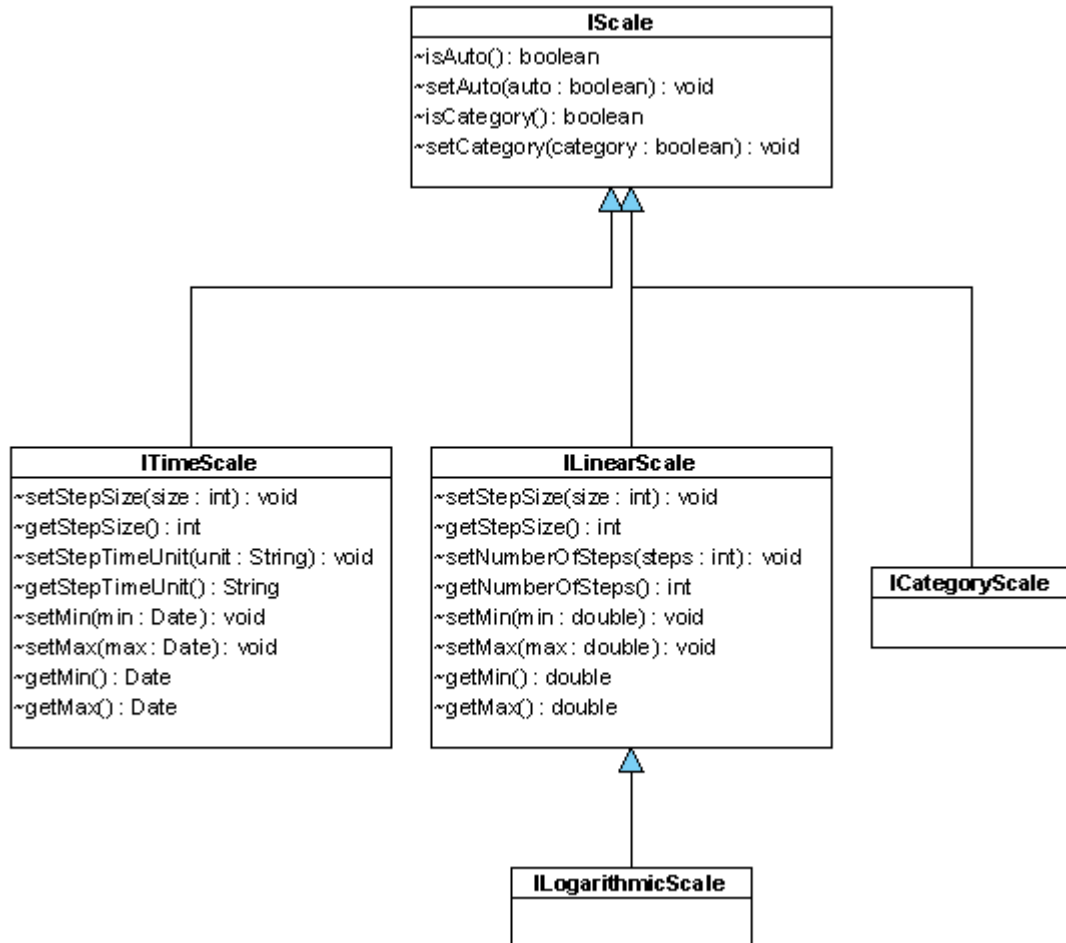 IScale
~isAuto() : boolean
~setAuto(auto : boolean) : void
~isCategory() : boolean
~setCategory(category : boolean) : void
ITimeScale
~setStepSize(size : int) : void
~getStepSize() : int
~setStepTimeUnit(unit : String) : void
~getStepTimeUnit() : String
~setMin(min : Date) : void
~setMax(max : Date) : void
~getMin() : Date
~getMax() : Date
ILinearScale
~setStepSize(size : int) : void
~getStepSize() : int
~setNumberOfSteps(steps : int) : void
~getNumberOfSteps() : int
~setMin(min : double) : void
~setMax(max : double) : void
~getMin() : double
~getMax() : double
ICategoryScale
ILogarithmicScale